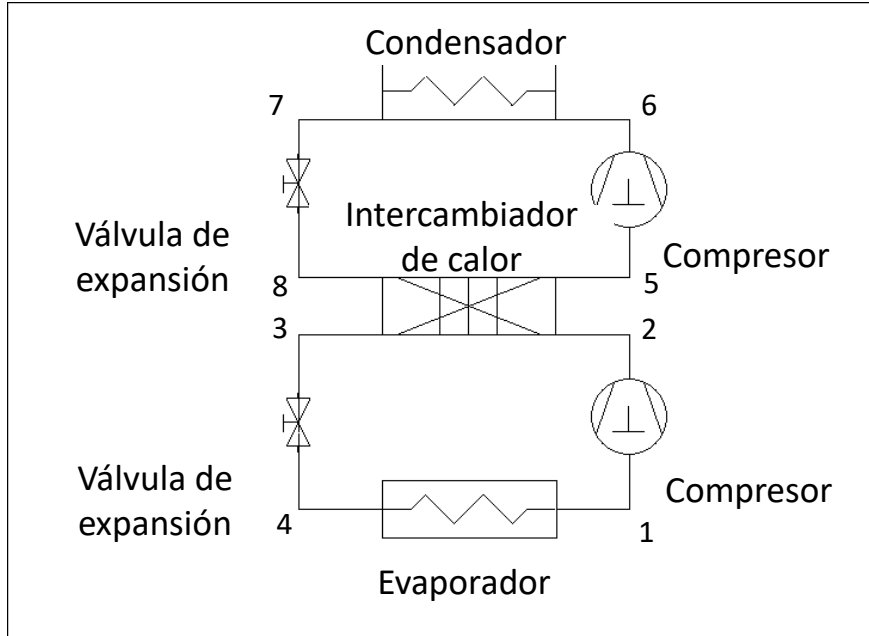 Condensador
7
6
Intercambiador
de calor
Válvula de
expansión
Compresor
8
5
3
2
Válvula de
expansión
Compresor
4
1
Evaporador